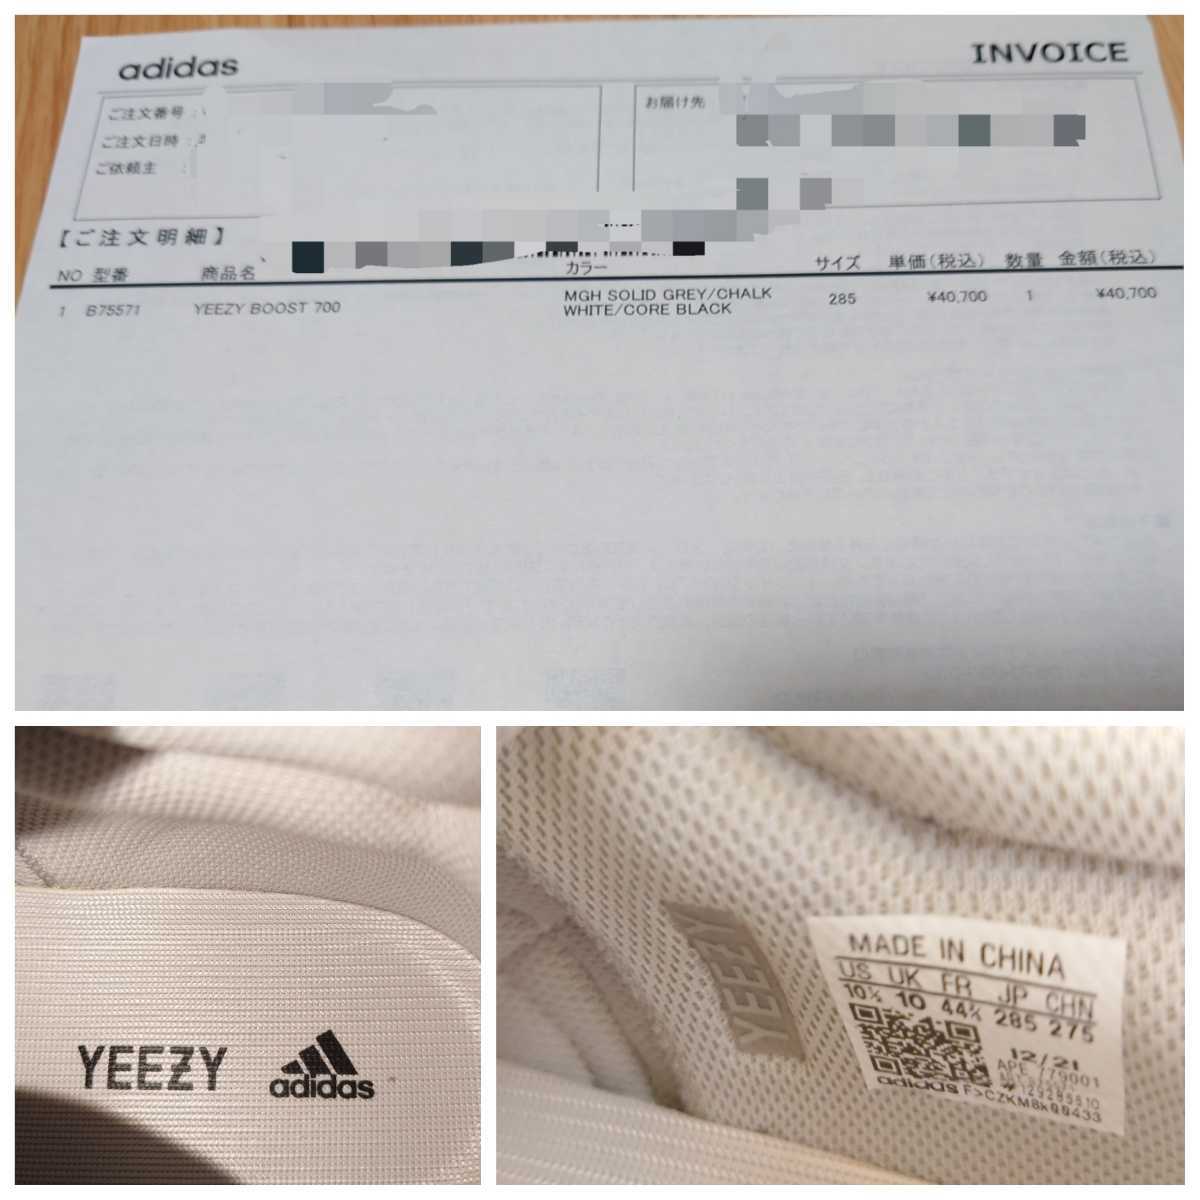 adidas
INVOICE
ご注文番号 :
ご注文日時 :
ご依頼主 :
お届け先
【ご注文明細】
NO 型番 商品名 カラー サイズ 単価(税込) 数量 金額(税込)
1 B75571 YEEZY BOOST 700 MGH SOLID GREY/CHALK 285 ¥40,700 1 ¥40,700
WHITE/CORE BLACK
YEEZY adidas
YEEZY
MADE IN CHINA
US UK FR JP CHN
10½ 10 44⅔ 285 275
12/21
APE 779001
adidas